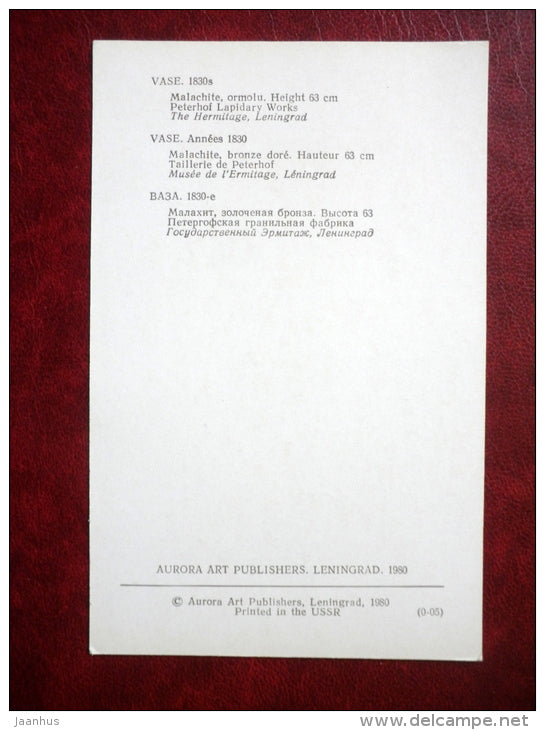 VASE. 1830s
Malachite, ormolu. Height 63 cm
Peterhof Lapidary Works
The Hermitage, Leningrad
VASE. Années 1830
Malachite, bronze doré. Hauteur 63 cm
Taillerie de Peterhof
Musée de l'Ermitage, Léningrad
ВАЗА. 1830-е
Малахит, золоченая бронза. Высота 63
Петергофская гранильная фабрика
Государственный Эрмитаж, Ленинград
AURORA ART PUBLISHERS. LENINGRAD. 1980
© Aurora Art Publishers, Leningrad, 1980
Printed in the USSR (0-05)
jaanhus
www.delcampe.net